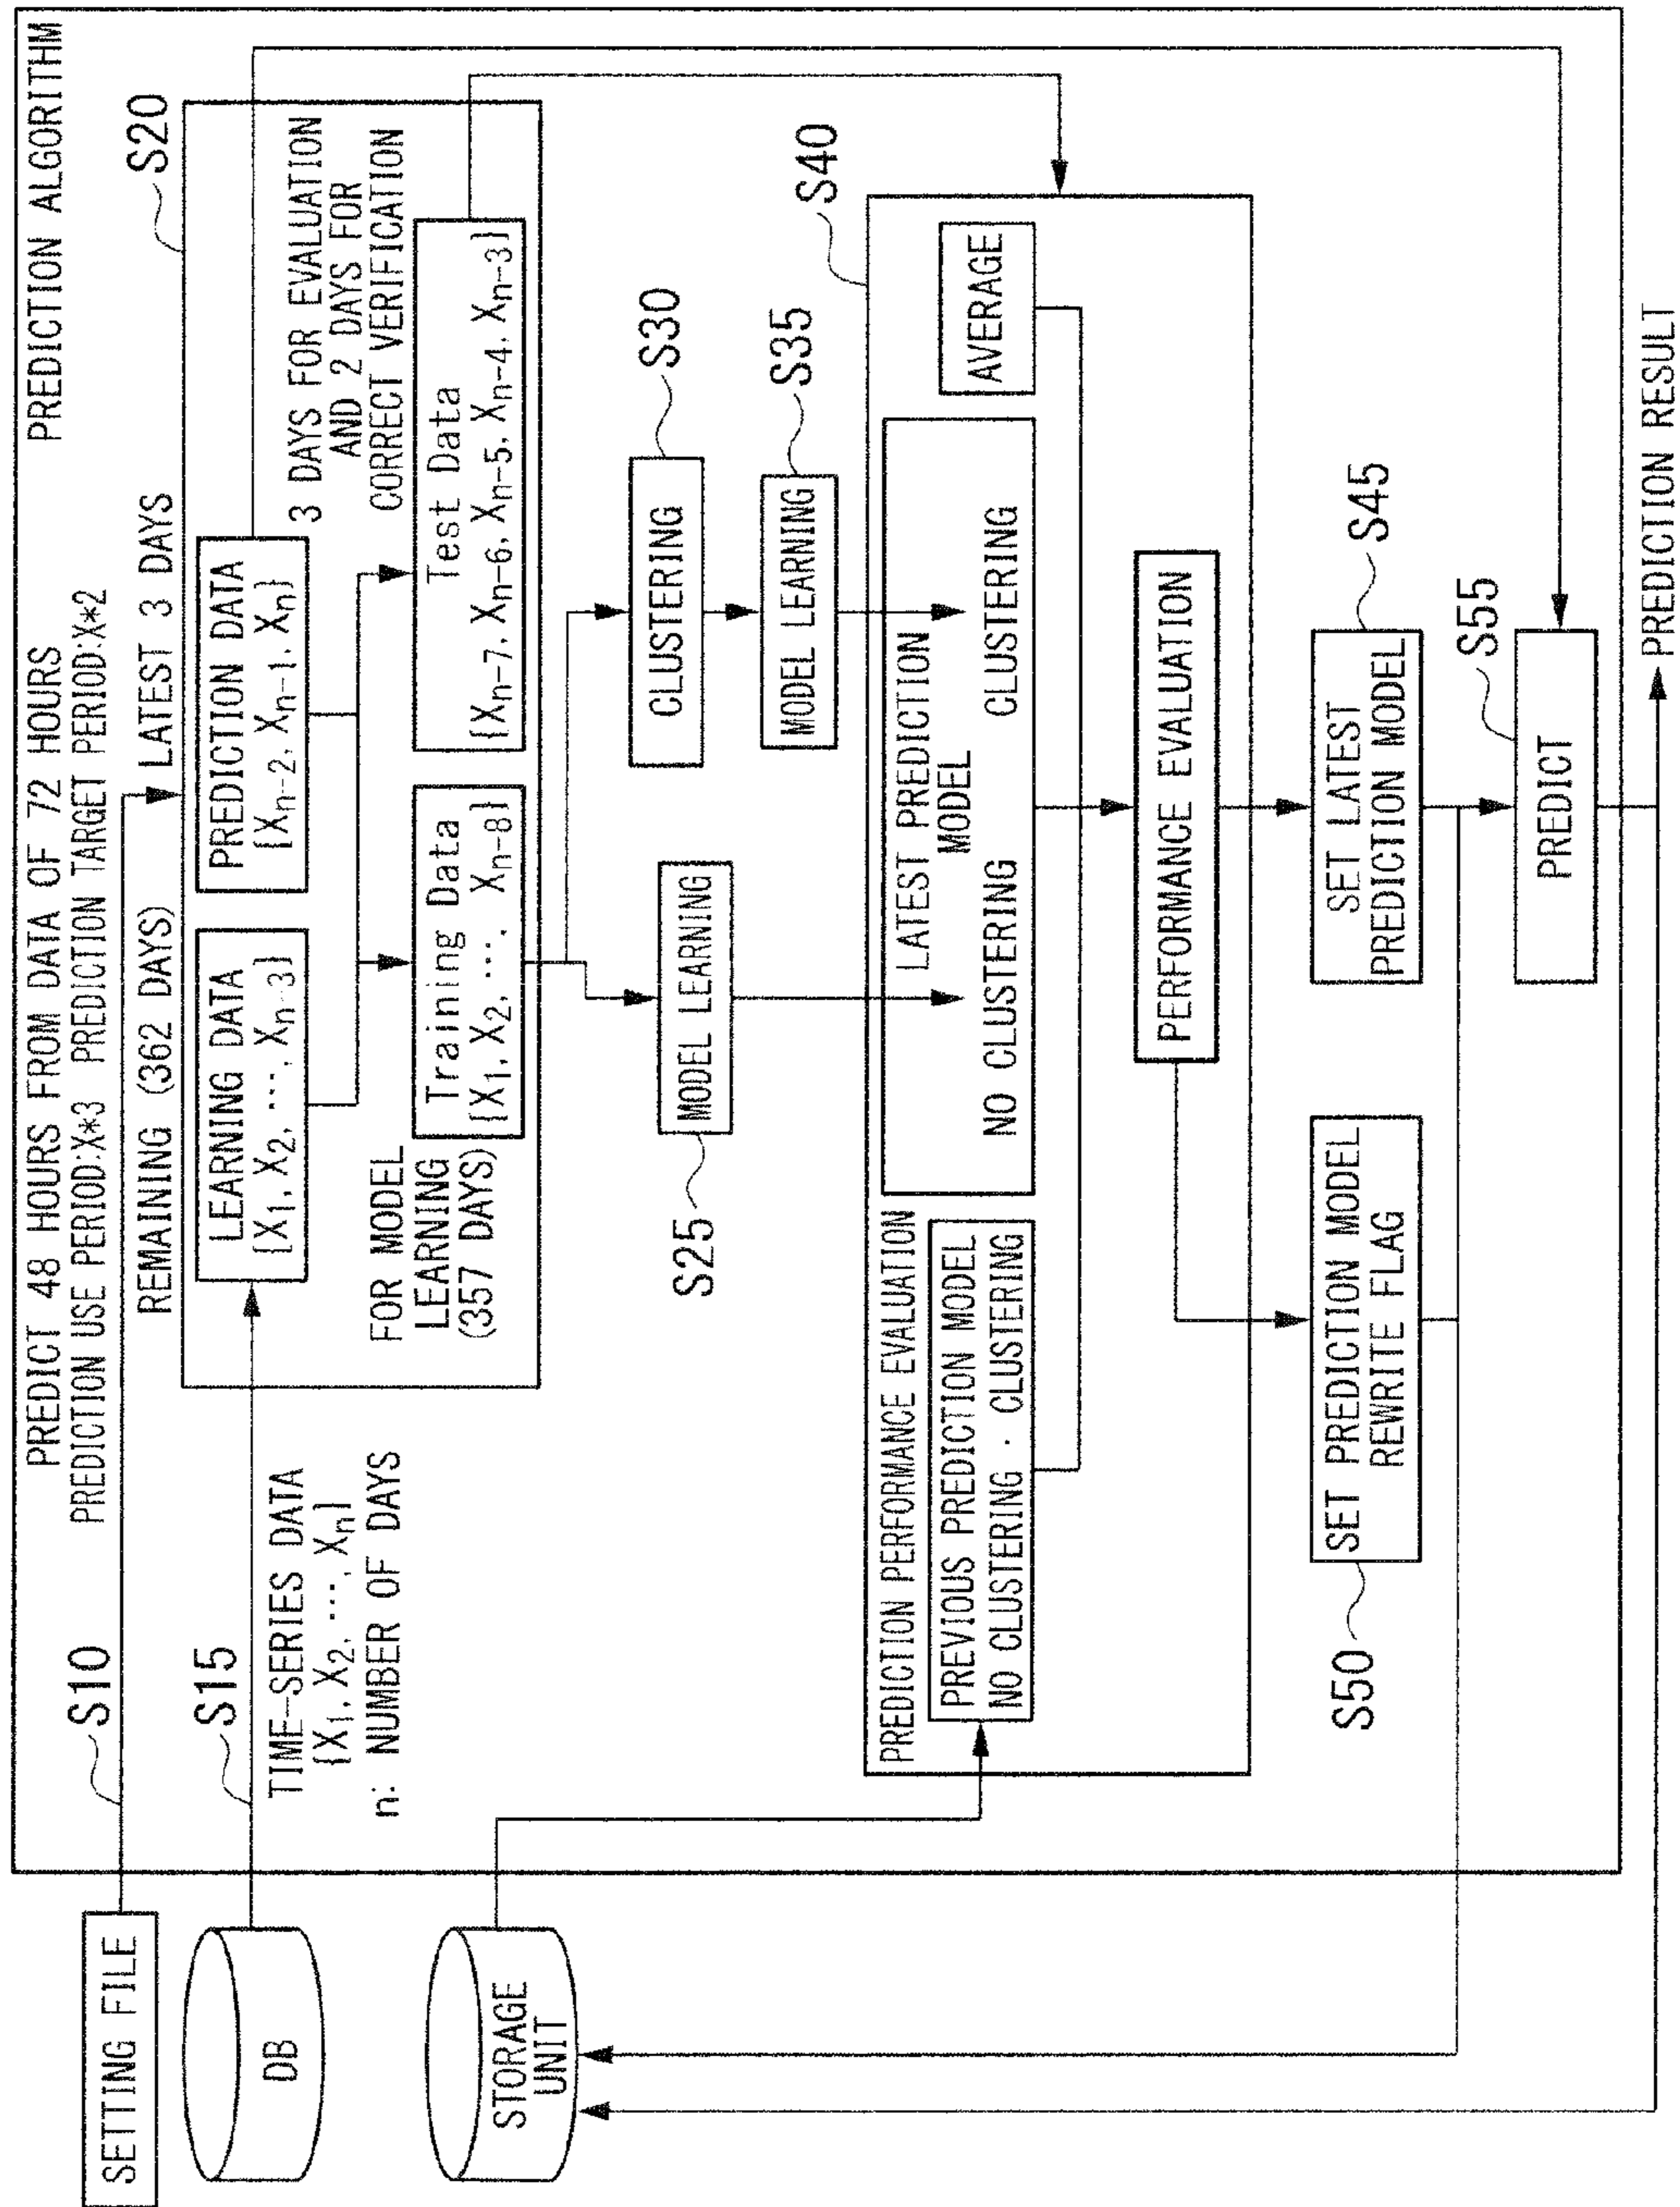 PREDICTION ALGORITHM
PREDICT 48 HOURS FROM DATA OF 72 HOURS
PREDICTION USE PERIOD:X*3 PREDICTION TARGET PERIOD:X*2
SETTING FILE
S10
DB
S15
TIME-SERIES DATA
{X1, X2, ···, Xn}
n: NUMBER OF DAYS
S20
REMAINING (362 DAYS)
LATEST 3 DAYS
LEARNING DATA
{X1, X2, ···, Xn-3}
PREDICTION DATA
{Xn-2, Xn-1, Xn}
3 DAYS FOR EVALUATION
AND 2 DAYS FOR
CORRECT VERIFICATION
FOR MODEL
LEARNING
(357 DAYS)
Training Data
{X1, X2, ···, Xn-8}
Test Data
{Xn-7, Xn-6, Xn-5, Xn-4, Xn-3}
S25
MODEL LEARNING
CLUSTERING
S30
MODEL LEARNING
S35
STORAGE
UNIT
S40
PREDICTION PERFORMANCE EVALUATION
PREVIOUS PREDICTION MODEL
NO CLUSTERING · CLUSTERING
LATEST PREDICTION
MODEL
NO CLUSTERING
CLUSTERING
AVERAGE
PERFORMANCE EVALUATION
S50
SET PREDICTION MODEL
REWRITE FLAG
SET LATEST
PREDICTION MODEL
S45
PREDICT
S55
PREDICTION RESULT